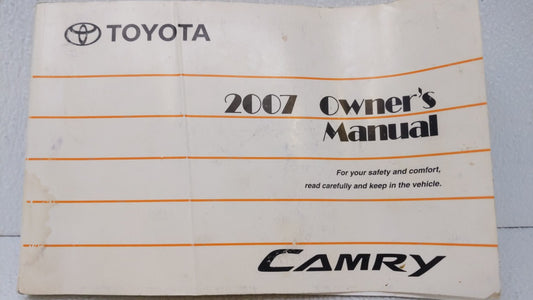 TOYOTA
2007 Owner's
Manual
For your safety and comfort,
read carefully and keep in the vehicle.
CAMRY